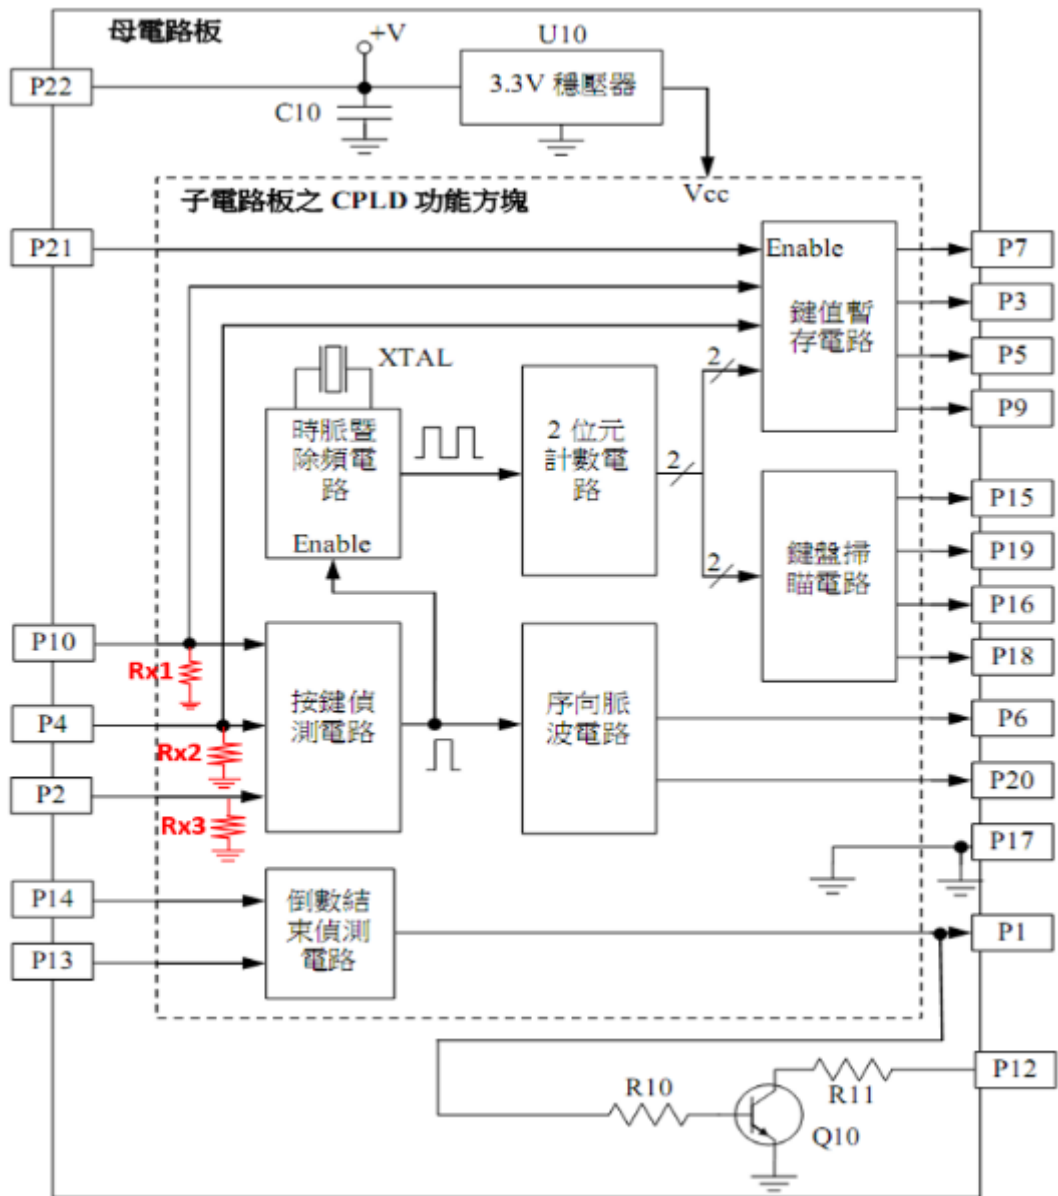 母電路板
+V
U10
P22
3.3V 穩壓器
C10
子電路板之 CPLD 功能方塊
Vcc
P21
Enable
P7
鍵值暫
存電路
P3
P5
P9
XTAL
時脈暨
除頻電
路
Enable
2 位元
計數電
路
2
2
2
鍵盤掃
瞄電路
P15
P19
P16
P18
P10
Rx1
P4
Rx2
P2
Rx3
按鍵偵
測電路
序向脈
波電路
P6
P20
P17
P14
P13
倒數結
束偵測
電路
P1
P12
R10
R11
Q10